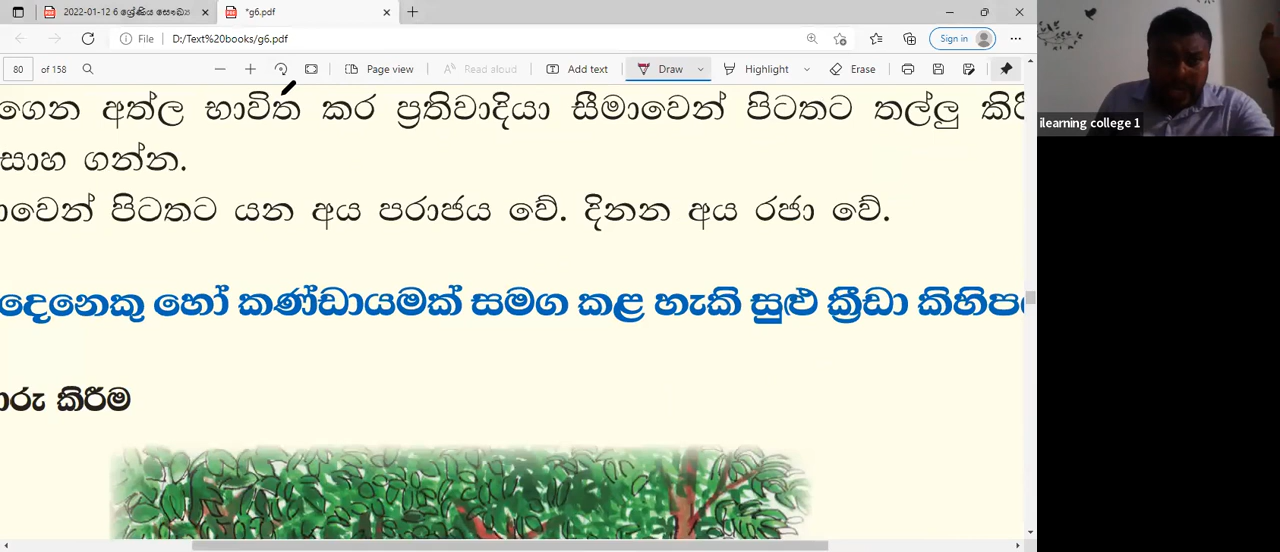 2022-01-12 6 ශ්‍රේණිය සෞඛ්‍ය
*g6.pdf
File D:/Text%20books/g6.pdf
Sign in
80 of 158
Page view
Read aloud
Add text
Draw
Highlight
Erase
ගෙන අත්ල භාවිත කර ප්‍රතිවාදියා සීමාවෙන් පිටතට තල්ලු
සාහ ගන්න.
වෙන් පිටතට යන අය පරාජය වේ. දිනන අය රජා වේ.
දෙනෙකු හෝ කණ්ඩායමක් සමග කළ හැකි සුළු ක්‍රීඩා
රු කිරීම
ilearning college 1